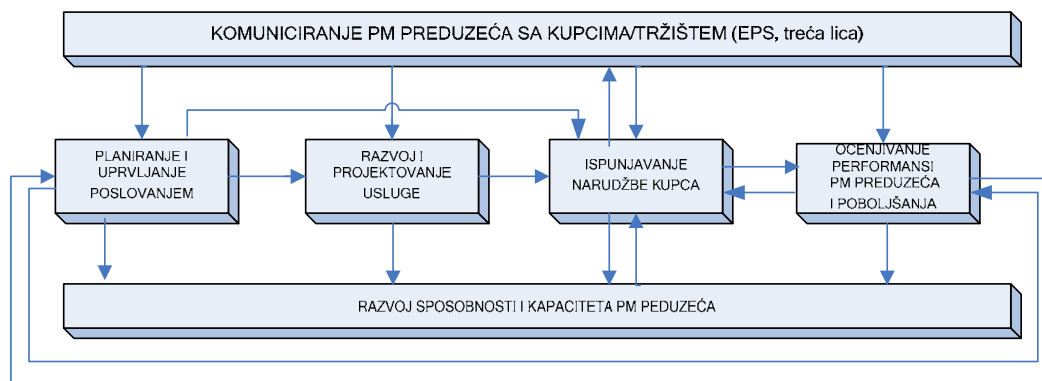 KOMUNICIRANJE PM PREDUZEĆA SA KUPCIMA/TRŽIŠTEM (EPS, treća lica)
PLANIRANJE I
UPRVLJANJE
POSLOVANJEM
RAZVOJ I
PROJEKTOVANJE
USLUGE
ISPUNJAVANJE
NARUDŽBE KUPCA
OCENJIVANJE
PERFORMANSI
PM PREDUZEĆA
I POBOLJŠANJA
RAZVOJ SPOSOBNOSTI I KAPACITETA PM PEDUZEĆA